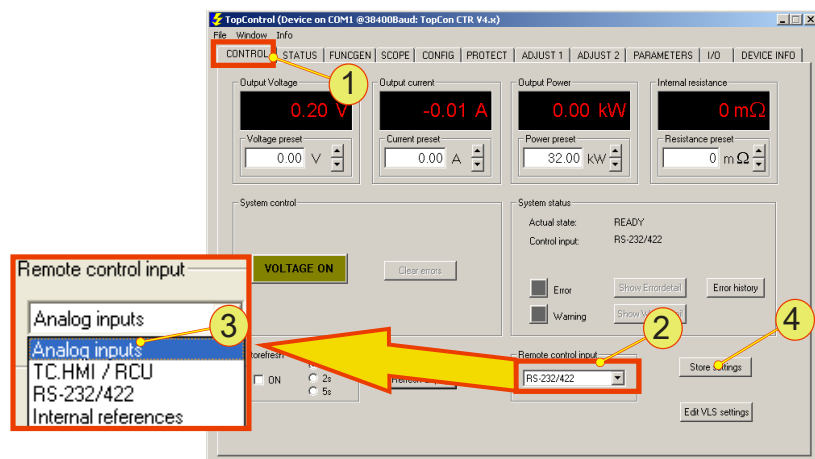 TopControl (Device on COM1 @38400Baud: TopCon CTR V4.x)
File Window Info
CONTROL STATUS FUNCGEN SCOPE CONFIG PROTECT ADJUST 1 ADJUST 2 PARAMETERS I/O DEVICE INFO
1
Output Voltage Output current Output Power Internal resistance
0.20 V -0.01 A 0.00 kW 0 mΩ
Voltage preset Current preset Power preset Resistance preset
0.00 V 0.00 A 32.00 kW 0 mΩ
System control System status
Actual state: READY
Control input: RS-232/422
VOLTAGE ON Clear errors
Error Show Errordetail Error history
Warning Show
2
4
Remote control input
Analog inputs
3
Analog inputs
TC.HMI / RCU
RS-232/422
Internal references
ON 2s
5s
Remote control input
RS-232/422
Store settings
Edit VLS settings